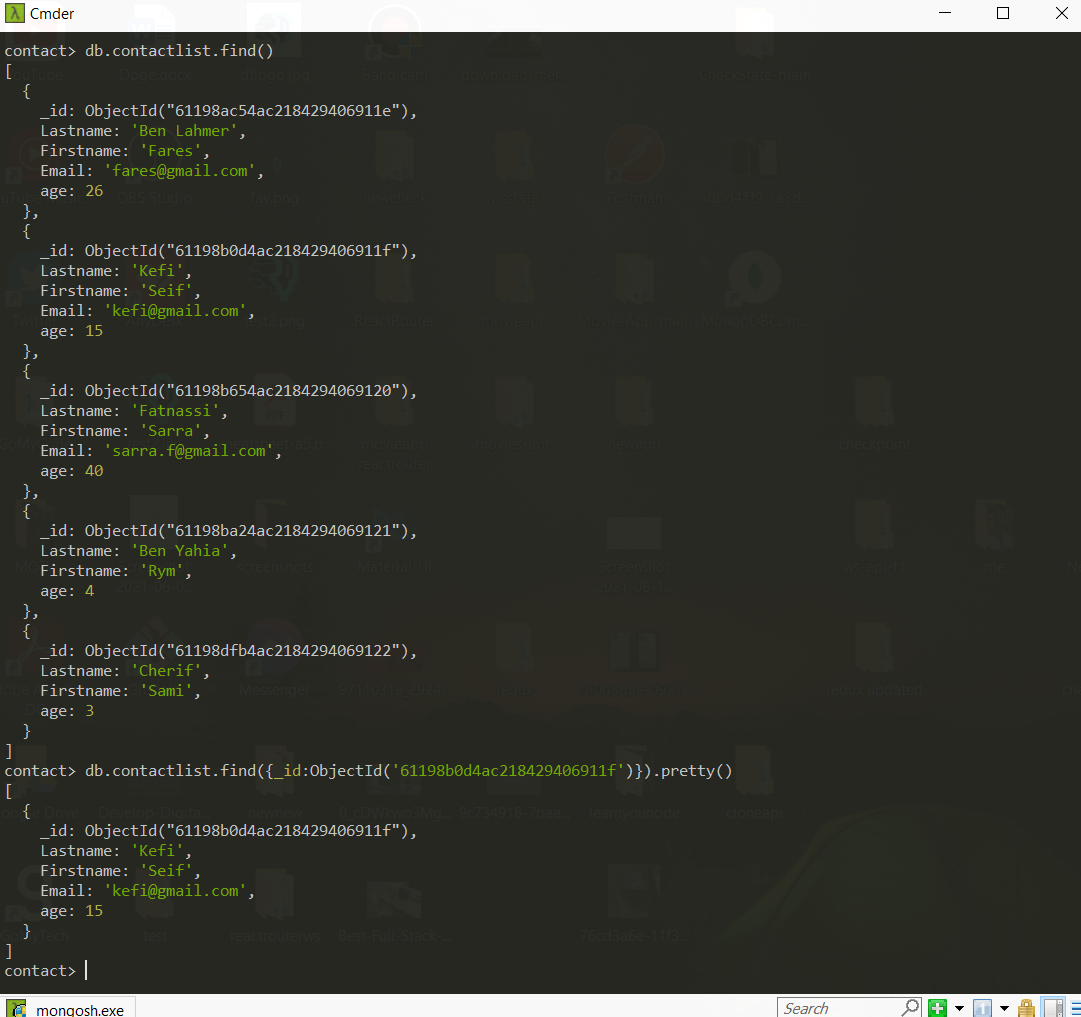 Cmder
contact> db.contactlist.find()
[
  {
    _id: ObjectId("61198ac54ac218429406911e"),
    Lastname: 'Ben Lahmer',
    Firstname: 'Fares',
    Email: 'fares@gmail.com',
    age: 26
  },
  {
    _id: ObjectId("61198b0d4ac218429406911f"),
    Lastname: 'Kefi',
    Firstname: 'Seif',
    Email: 'kefi@gmail.com',
    age: 15
  },
  {
    _id: ObjectId("61198b654ac2184294069120"),
    Lastname: 'Fatnassi',
    Firstname: 'Sarra',
    Email: 'sarra.f@gmail.com',
    age: 40
  },
  {
    _id: ObjectId("61198ba24ac2184294069121"),
    Lastname: 'Ben Yahia',
    Firstname: 'Rym',
    age: 4
  },
  {
    _id: ObjectId("61198dfb4ac2184294069122"),
    Lastname: 'Cherif',
    Firstname: 'Sami',
    age: 3
  }
]
contact> db.contactlist.find({_id:ObjectId('61198b0d4ac218429406911f')}).pretty()
[
  {
    _id: ObjectId("61198b0d4ac218429406911f"),
    Lastname: 'Kefi',
    Firstname: 'Seif',
    Email: 'kefi@gmail.com',
    age: 15
  }
]
contact>
mongosh.exe
Search